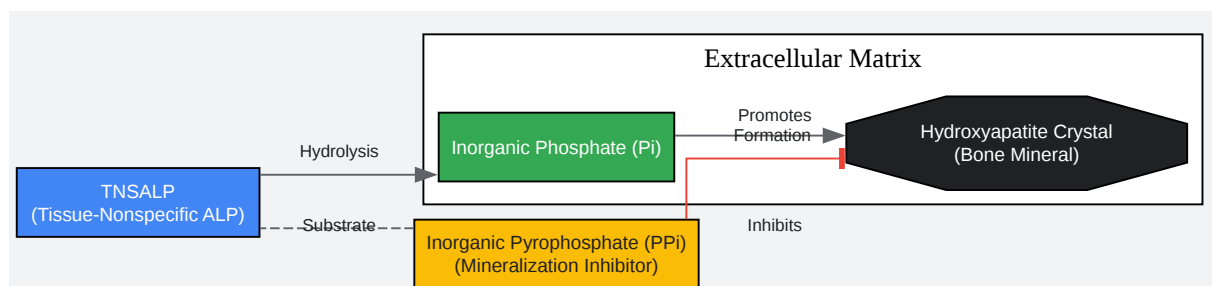 Extracellular Matrix
Promotes
Formation
Hydroxyapatite Crystal
(Bone Mineral)
Inorganic Phosphate (Pi)
Hydrolysis
TNSALP
(Tissue-Nonspecific ALP)
Substrate
Inhibits
Inorganic Pyrophosphate (PPi)
(Mineralization Inhibitor)